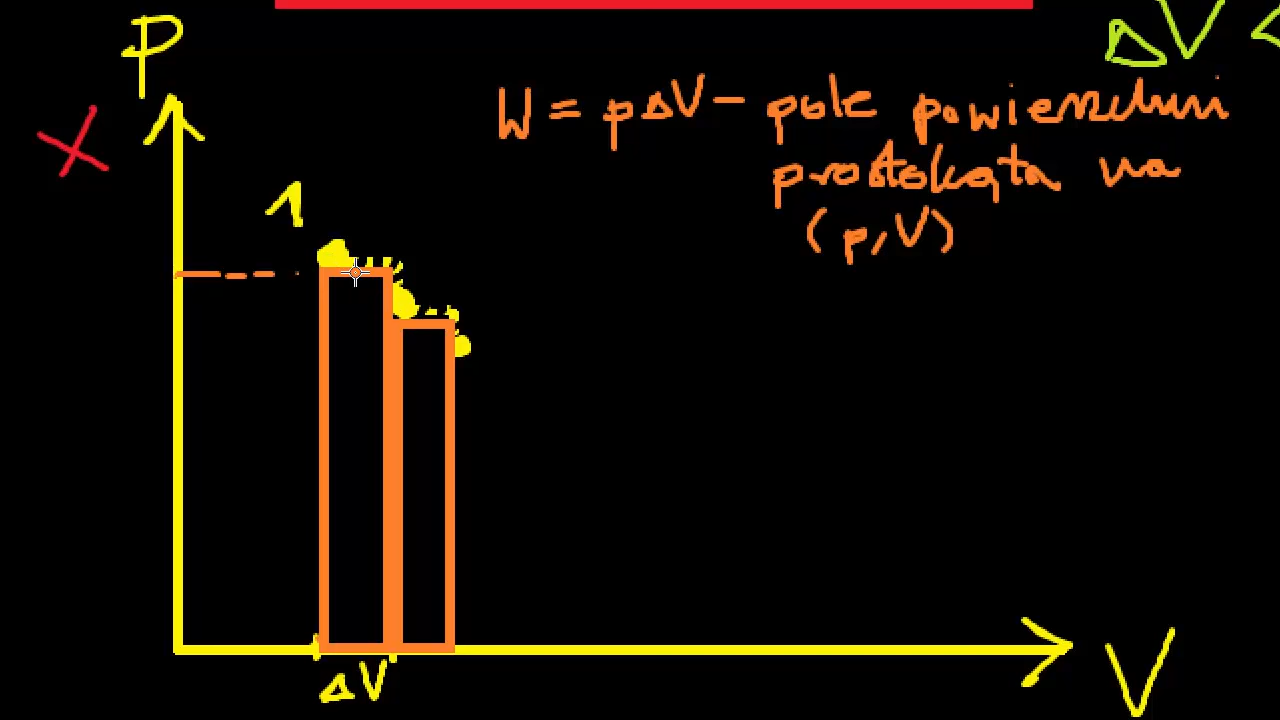 ΔV
p
W = pΔV - pole powierzchni
prostokąta na
(p,V)
1
ΔV
V